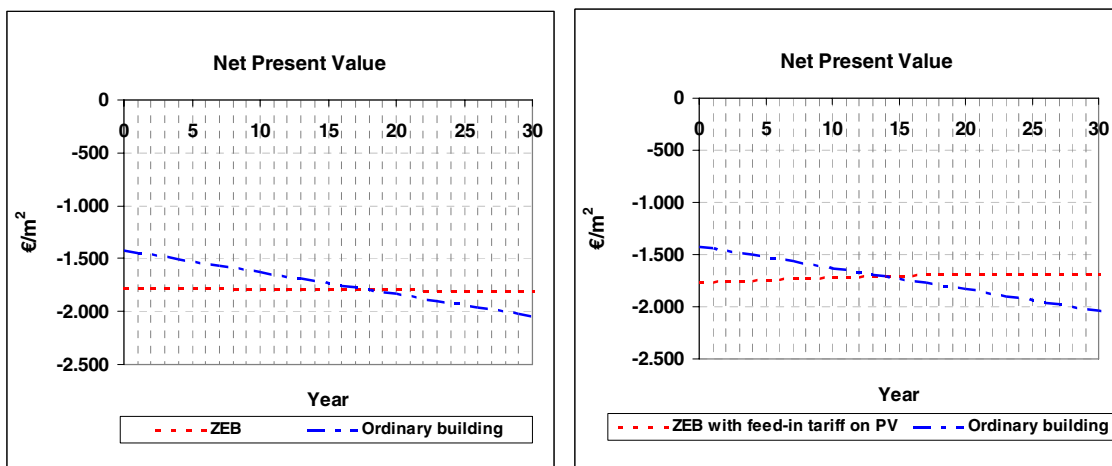 Net Present Value
0
0 5 10 15 20 25 30
-500
-1.000
-1.500
-2.000
-2.500
€/m²
Year
ZEB Ordinary building
Net Present Value
0
0 5 10 15 20 25 30
-500
-1.000
-1.500
-2.000
-2.500
€/m²
Year
ZEB with feed-in tariff on PV Ordinary building